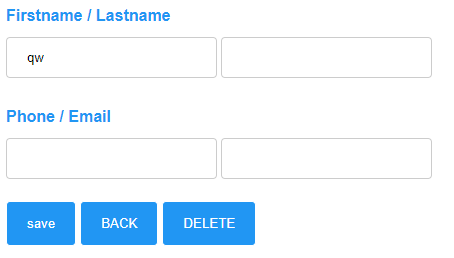 Firstname / Lastname
qw
Phone / Email
save BACK DELETE